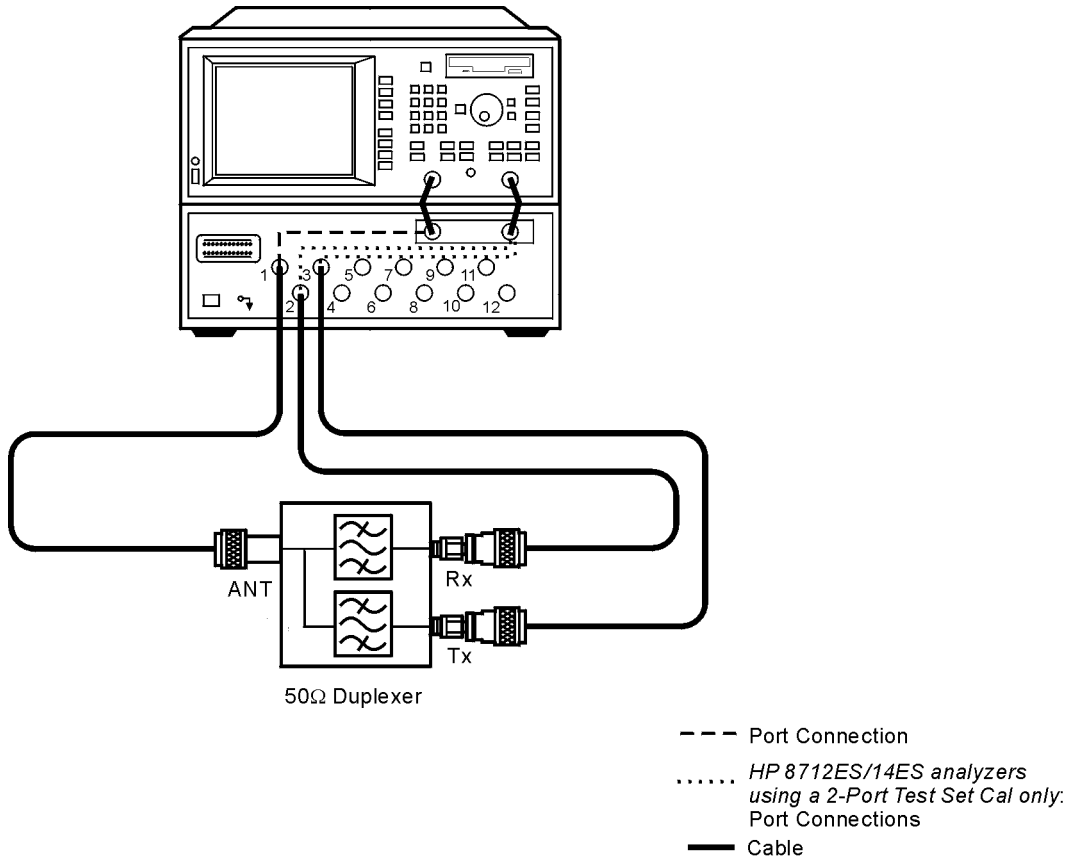 1 3 5 7 9 11
2 4 6 8 10 12
ANT
Rx
Tx
50Ω Duplexer
Port Connection
HP 8712ES/14ES analyzers
using a 2-Port Test Set Cal only:
Port Connections
Cable